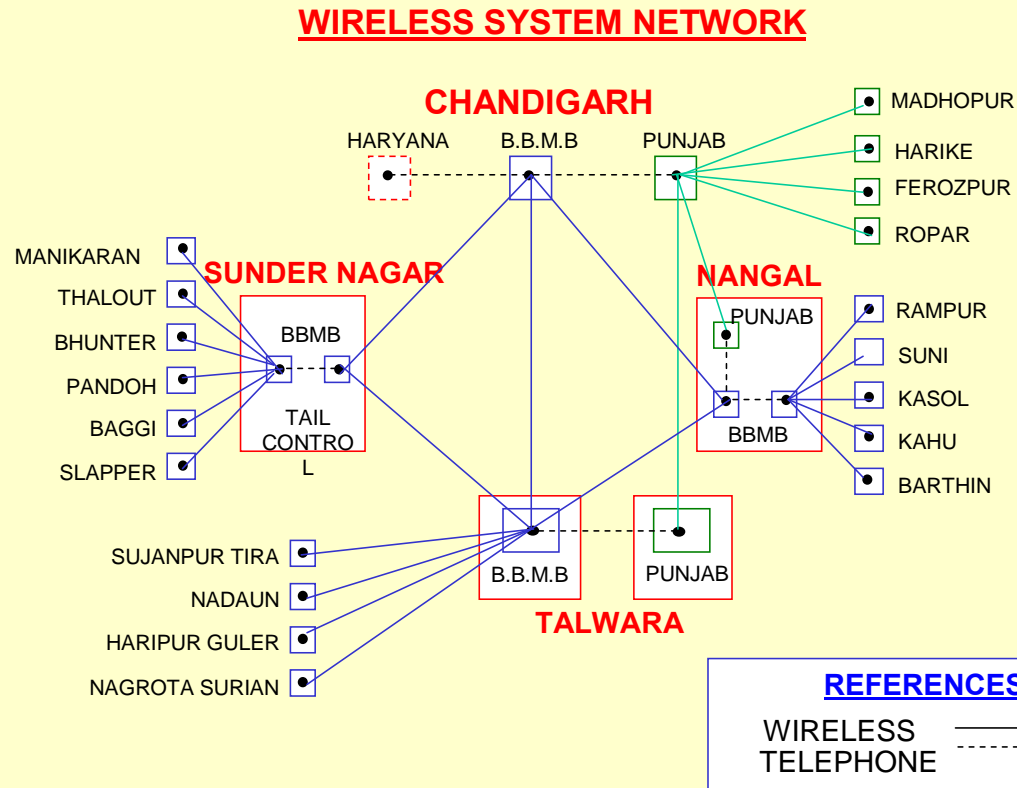 WIRELESS SYSTEM NETWORK
CHANDIGARH
HARYANA
B.B.M.B
PUNJAB
MADHOPUR
HARIKE
FEROZPUR
ROPAR
MANIKARAN
THALOUT
BHUNTER
PANDOH
BAGGI
SLAPPER
SUNDER NAGAR
BBMB
TAIL
CONTRO
L
NANGAL
PUNJAB
BBMB
RAMPUR
SUNI
KASOL
KAHU
BARTHIN
SUJANPUR TIRA
NADAUN
HARIPUR GULER
NAGROTA SURIAN
B.B.M.B
PUNJAB
TALWARA
REFERENCES
WIRELESS
TELEPHONE